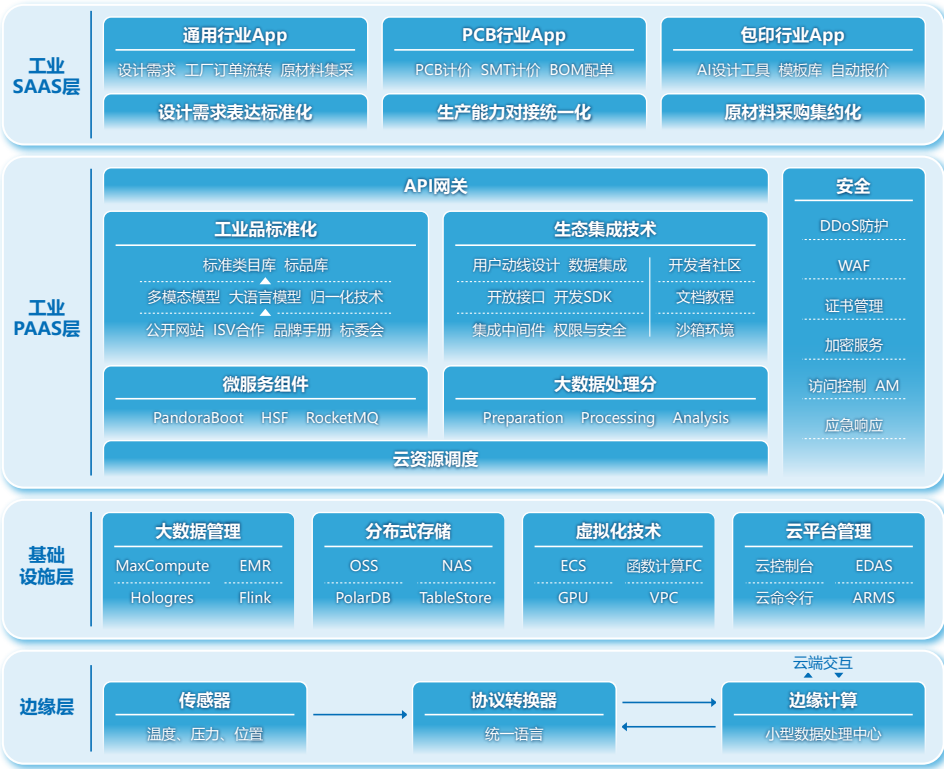 工业
SAAS层
通用行业App
设计需求 工厂订单流转 原材料集采
PCB行业App
PCB计价 SMT计价 BOM配单
包印行业App
AI设计工具 模板库 自动报价
设计需求表达标准化
生产能力对接统一化
原材料采购集约化
工业
PAAS层
API网关
工业品标准化
标准类目库 标品库
多模态模型 大语言模型 归一化技术
公开网站 ISV合作 品牌手册 标委会
生态集成技术
用户动线设计 数据集成
开放接口 开发SDK
集成中间件 权限与安全
开发者社区
文档教程
沙箱环境
微服务组件
PandoraBoot HSF RocketMQ
大数据处理分
Preparation Processing Analysis
云资源调度
安全
DDoS防护
WAF
证书管理
加密服务
访问控制 AM
应急响应
基础
设施层
大数据管理
MaxCompute EMR
Hologres Flink
分布式存储
OSS NAS
PolarDB TableStore
虚拟化技术
ECS 函数计算FC
GPU VPC
云平台管理
云控制台 EDAS
云命令行 ARMS
边缘层
传感器
温度、压力、位置
协议转换器
统一语言
云端交互
边缘计算
小型数据处理中心